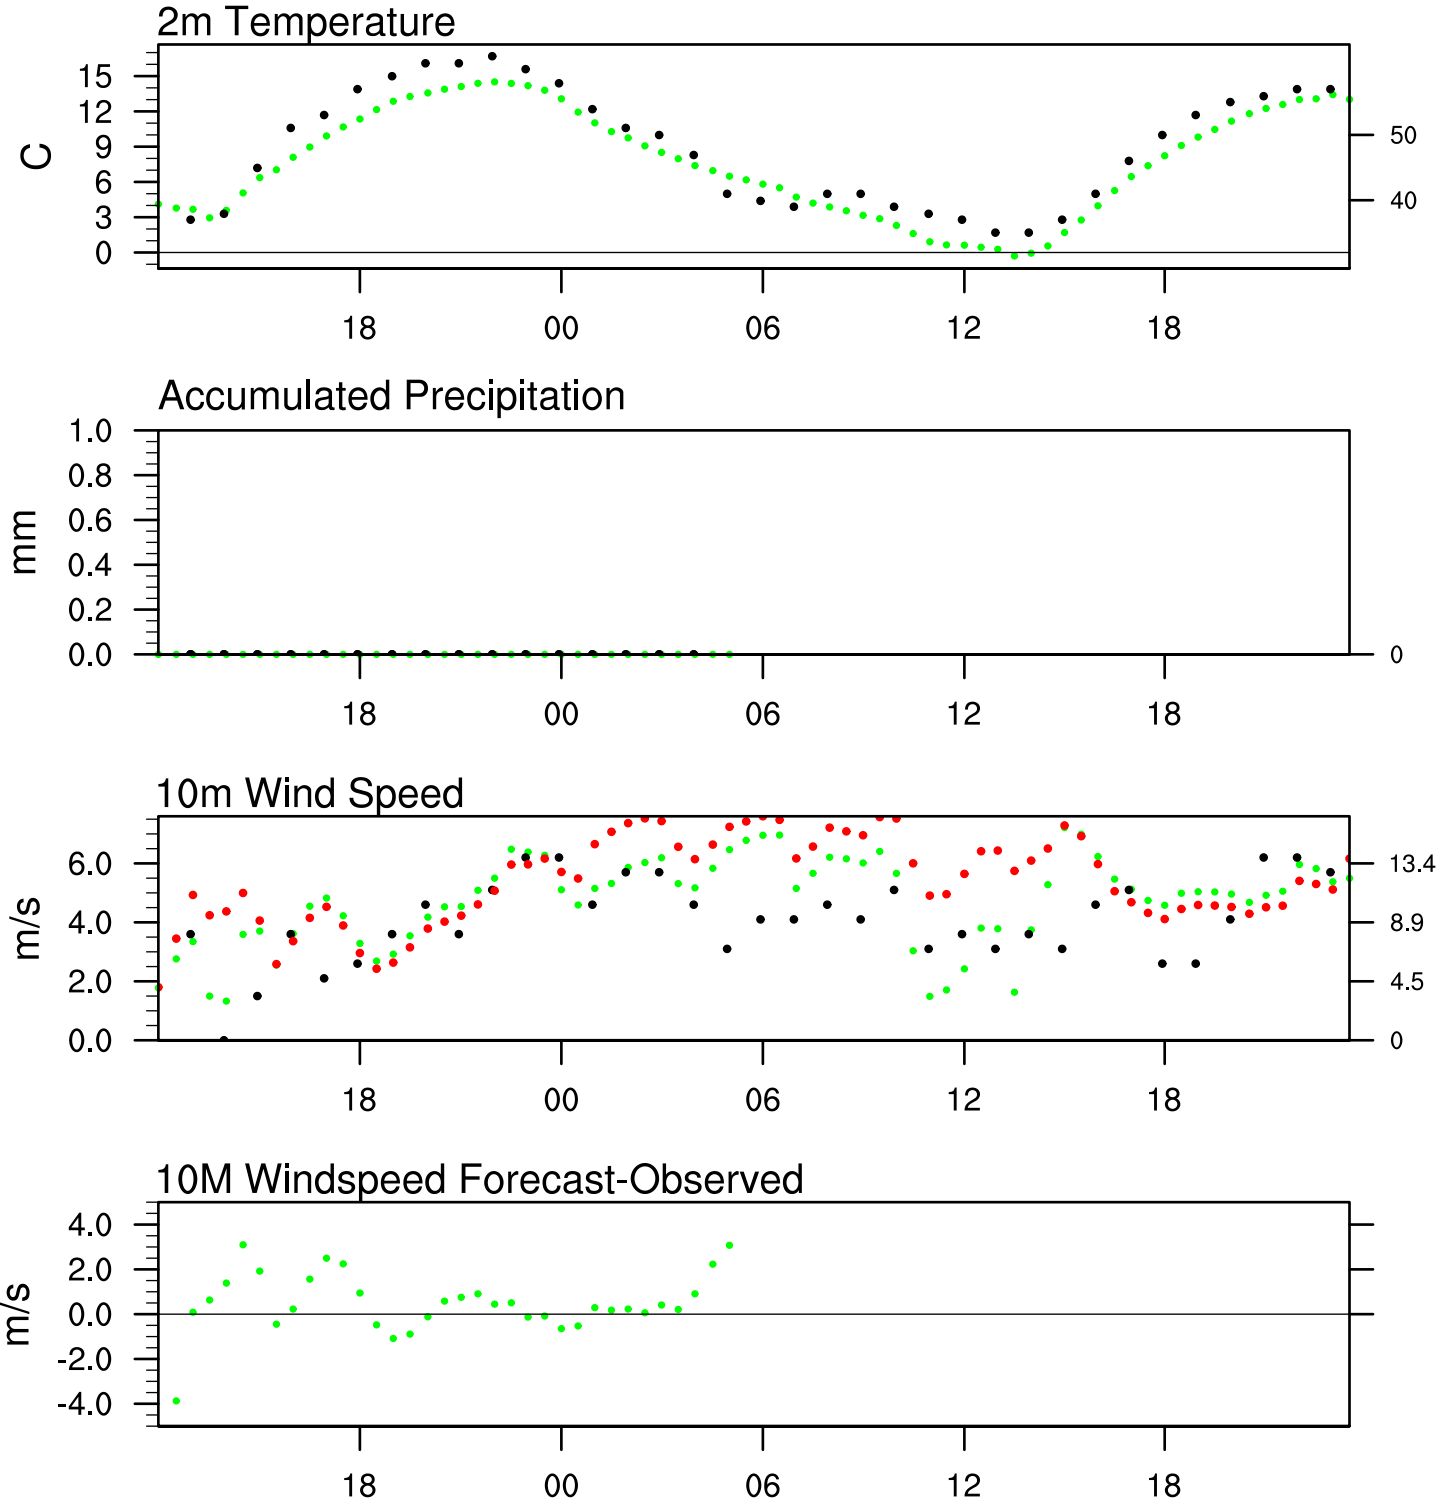 2m Temperature
15
12
9
6
3
0
C
50
40
18 00 06 12 18
Accumulated Precipitation
1.0
0.8
0.6
0.4
0.2
0.0
mm
0
18 00 06 12 18
10m Wind Speed
6.0
4.0
2.0
0.0
m/s
13.4
8.9
4.5
0
18 00 06 12 18
10M Windspeed Forecast-Observed
4.0
2.0
0.0
-2.0
-4.0
m/s
18 00 06 12 18